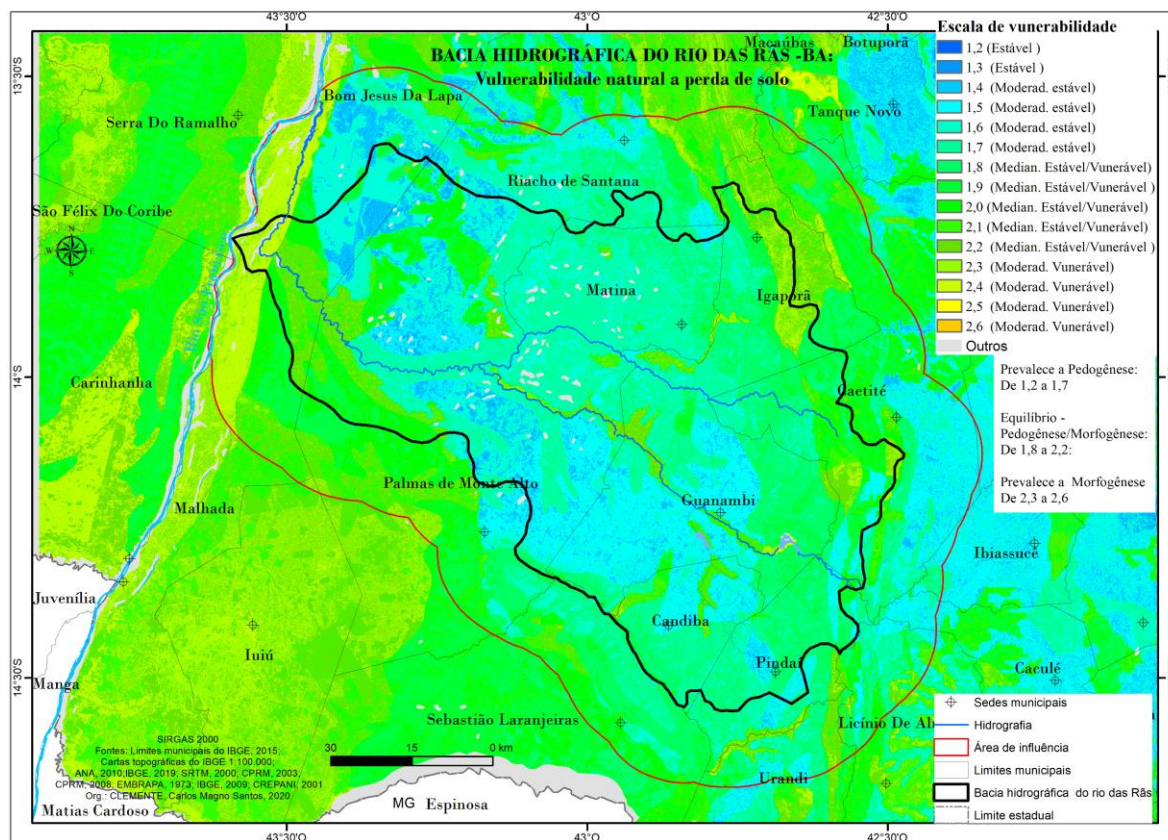 43°30'O
43°O
42°30'O
BACIA HIDROGRÁFICA DO RIO DAS RÃS -BA:
Vulnerabilidade natural a perda de solo
13°30'S
14°S
14°30'S
Macaúbas
Botuporã
Tanque Novo
Bom Jesus Da Lapa
Serra Do Ramalho
Riacho de Santana
São Félix Do Coribe
N
W
E
S
Matina
Igaporã
Carinhanha
Caetité
Palmas de Monte Alto
Malhada
Guanambi
Ibiassucê
Juvenília
Candiba
Iuiú
Pindaí
Caculé
Manga
Sebastião Laranjeiras
Licínio De Al
Urandi
MG
Espinosa
Matias Cardoso
Escala de vunerabilidade
1,2 (Estável )
1,3 (Estável )
1,4 (Moderad. estável)
1,5 (Moderad. estável)
1,6 (Moderad. estável)
1,7 (Moderad. estável)
1,8 (Median. Estável/Vunerável)
1,9 (Median. Estável/Vunerável )
2,0 (Median. Estável/Vunerável)
2,1 (Median. Estável/Vunerável)
2,2 (Median. Estável/Vunerável )
2,3 (Moderad. Vunerável)
2,4 (Moderad. Vunerável)
2,5 (Moderad. Vunerável)
2,6 (Moderad. Vunerável)
Outros
Prevalece a Pedogênese:
De 1,2 a 1,7
Equilíbrio -
Pedogênese/Morfogênese:
De 1,8 a 2,2:
Prevalece a Morfogênese
De 2,3 a 2,6
Sedes municipais
Hidrografia
Área de influência
Limites municipais
Bacia hidrográfica do rio das Rãs
Limite estadual
SIRGAS 2000
Fontes: Limites municipais do IBGE, 2015;
Cartas topográficas do IBGE 1:100.000;
ANA, 2010;IBGE, 2019; SRTM, 2000; CPRM, 2003;
CPRM, 2008; EMBRAPA, 1973; IBGE, 2009; CREPANI, 2001
Org.: CLEMENTE, Carlos Magno Santos, 2020
30
15
0 km
43°30'O
43°O
42°30'O